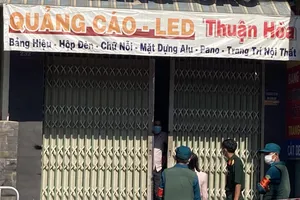 QUẢNG CÁO - LED Thuận Hòa
Bảng Hiệu - Hộp Đèn - Chữ Nổi - Mặt Dựng Alu - Pano - Trang Trí Nội Thất